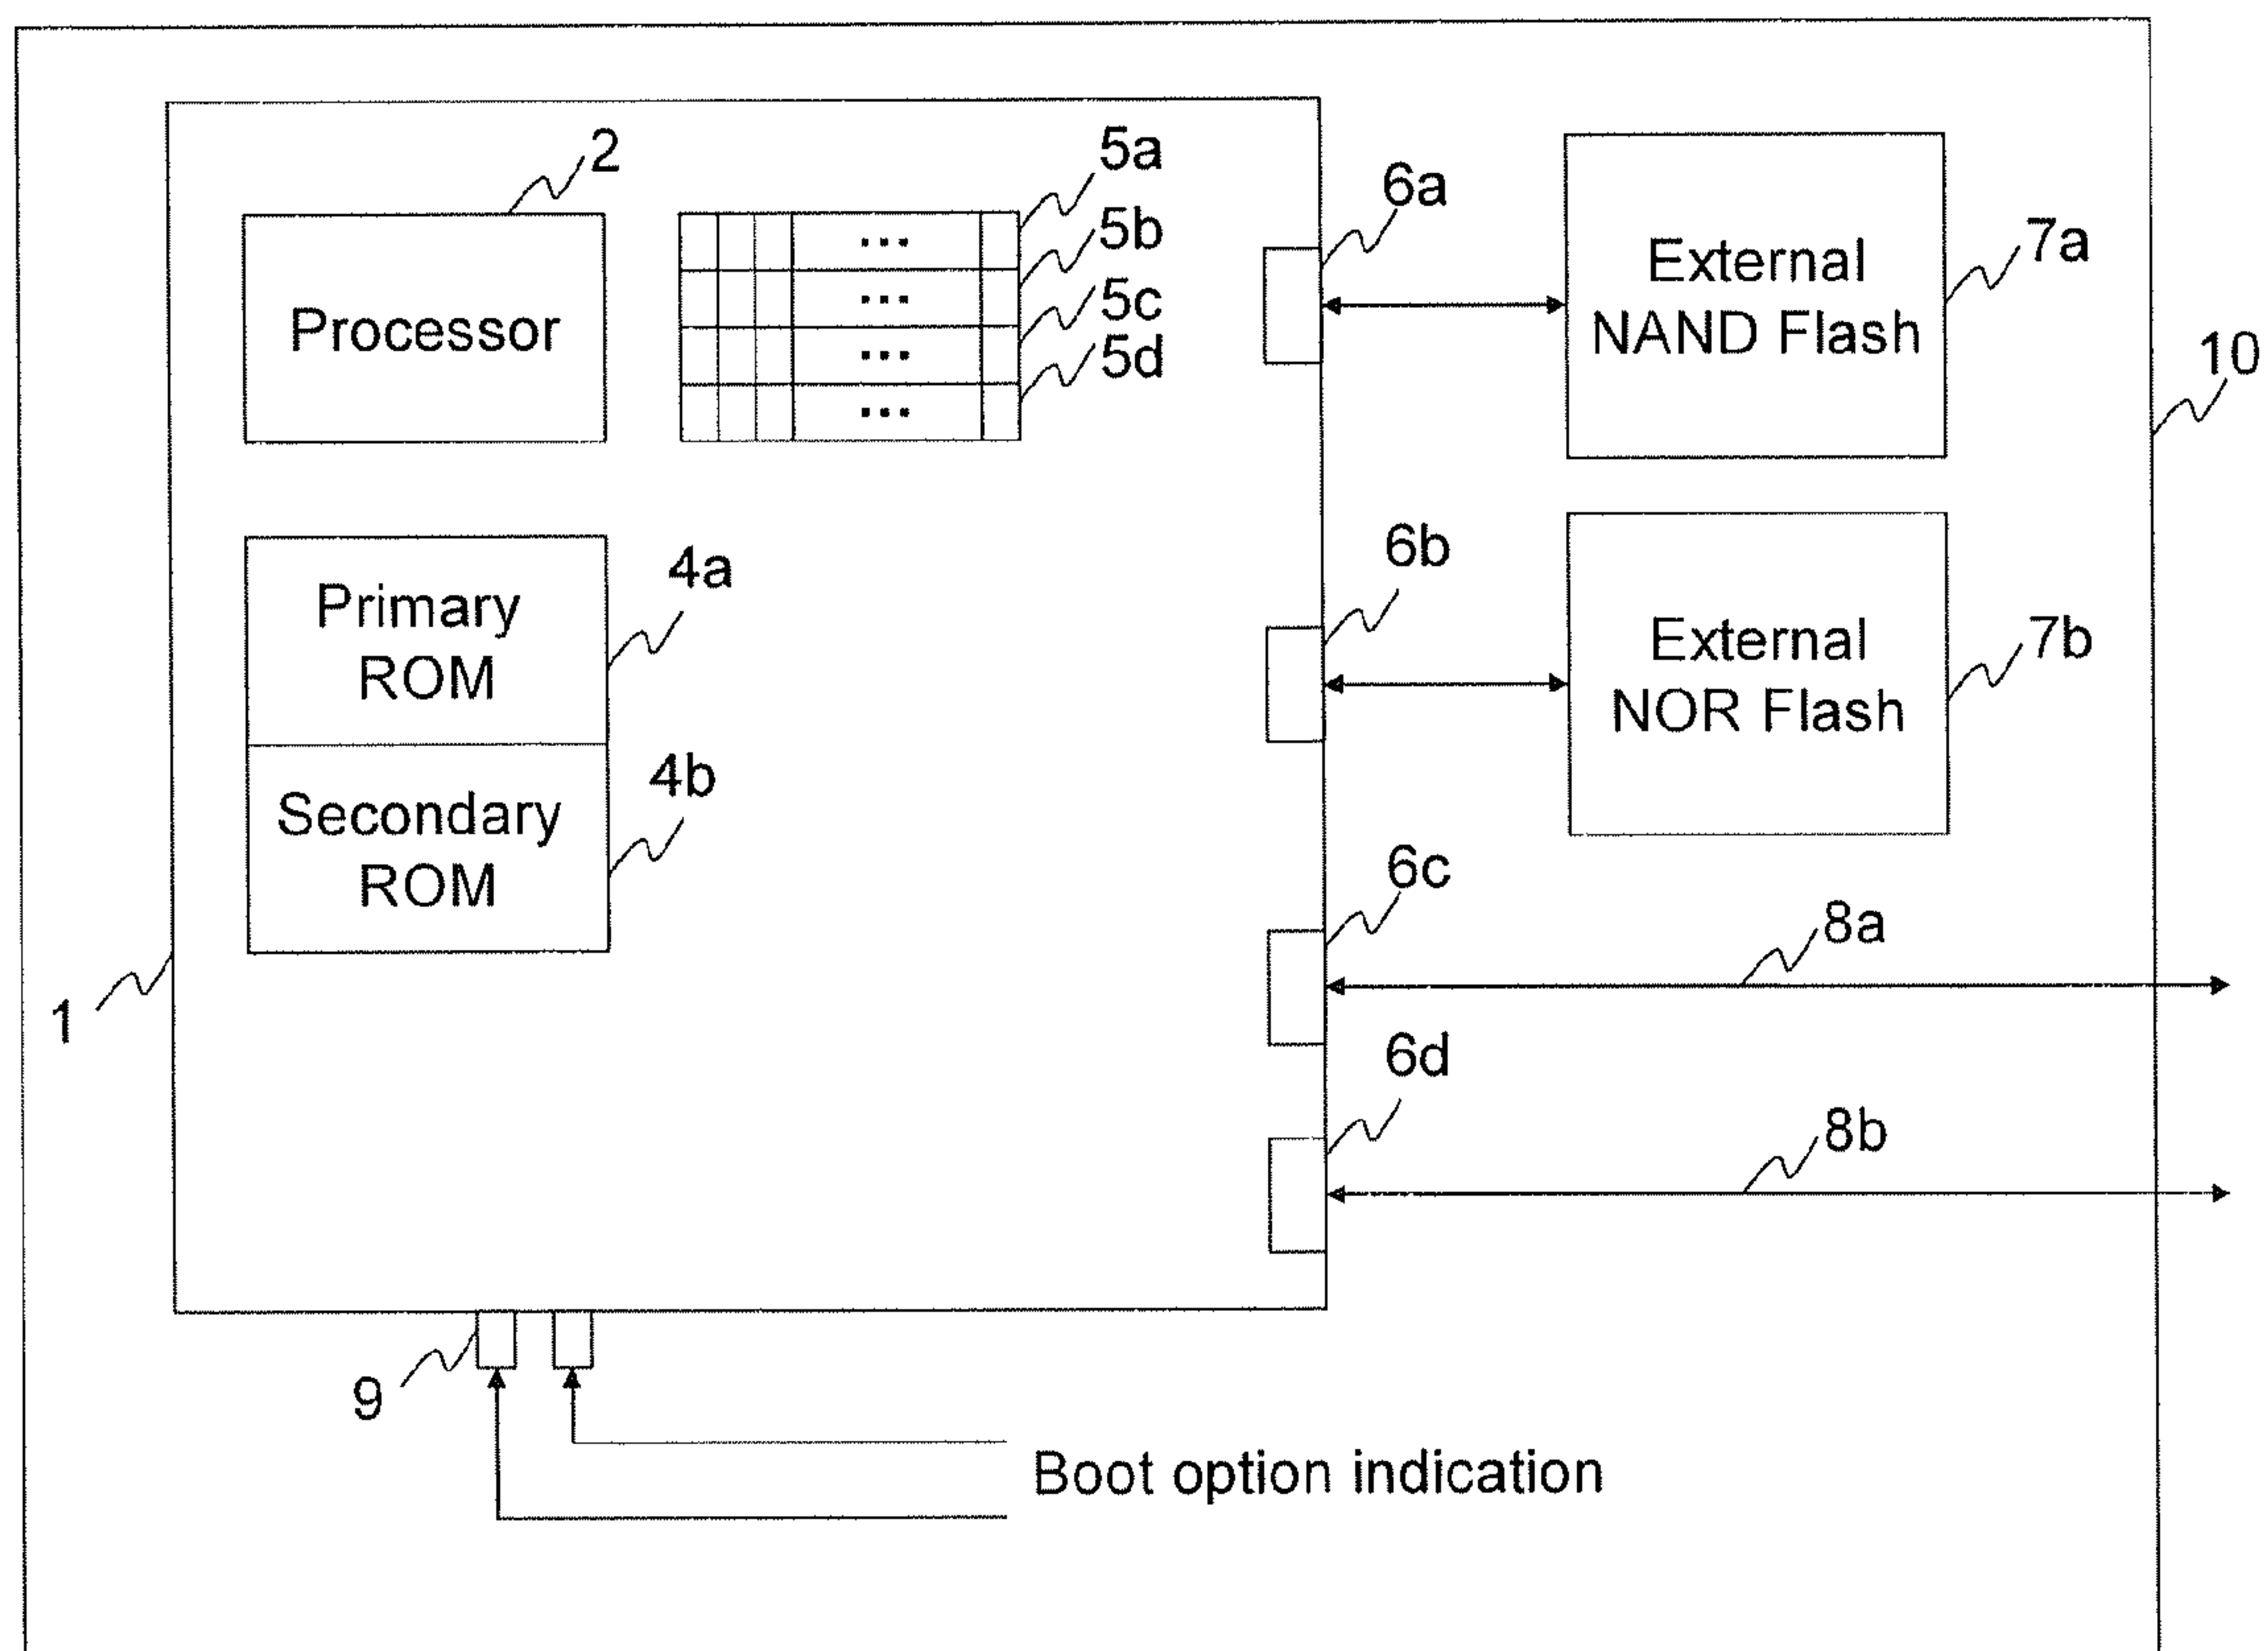 2
5a
5b
5c
5d
6a
Processor
External
NAND Flash
7a
10
Primary
ROM
4a
Secondary
ROM
4b
6b
External
NOR Flash
7b
6c
8a
1
6d
8b
9
Boot option indication